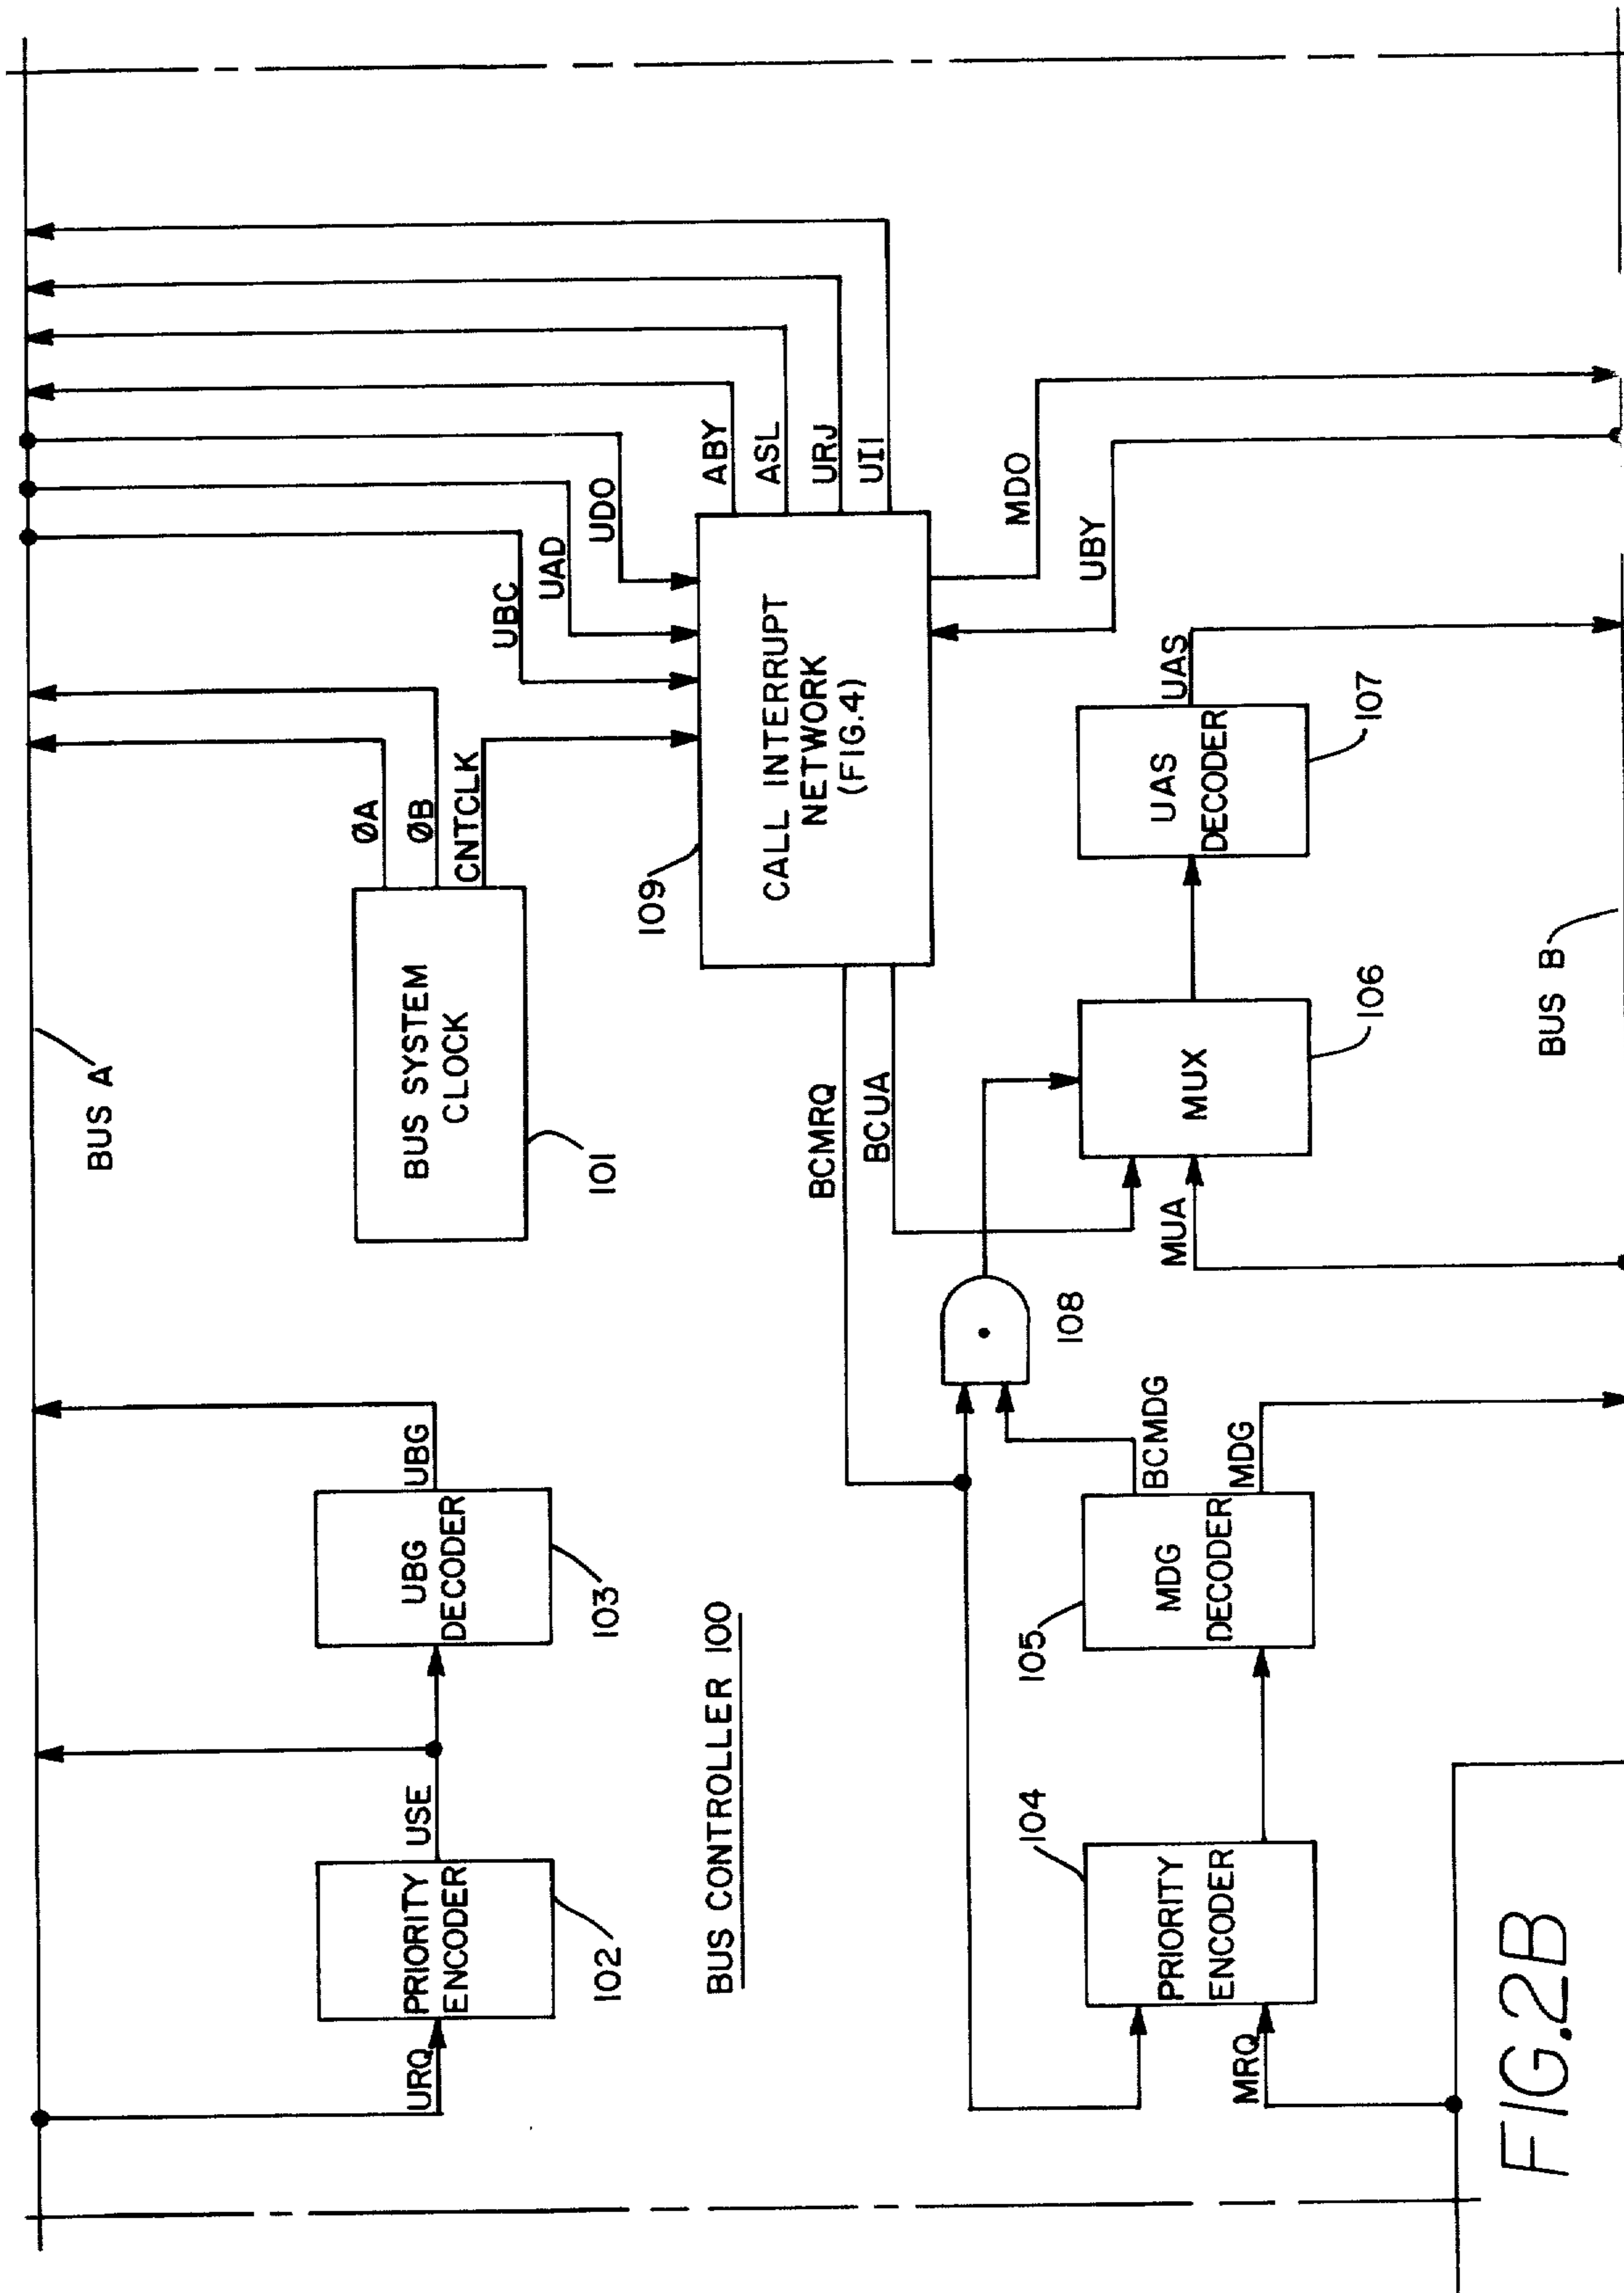 BUS A
URQ
PRIORITY
ENCODER
102
USE
UBG
DECODER
103
UBG
BUS SYSTEM
CLOCK
101
ØA
ØB
CNTCLK
UBC
UAD
UDO
ABY
ASL
URJ
UII
CALL INTERRUPT
NETWORK
(FIG.4)
109
BUS CONTROLLER 100
BCMRQ
BCUA
MDO
UBY
MRQ
PRIORITY
ENCODER
104
MDG
DECODER
105
BCMDG
MDG
108
MUA
MUX
106
UAS
DECODER
107
UAS
BUS B
FIG.2B